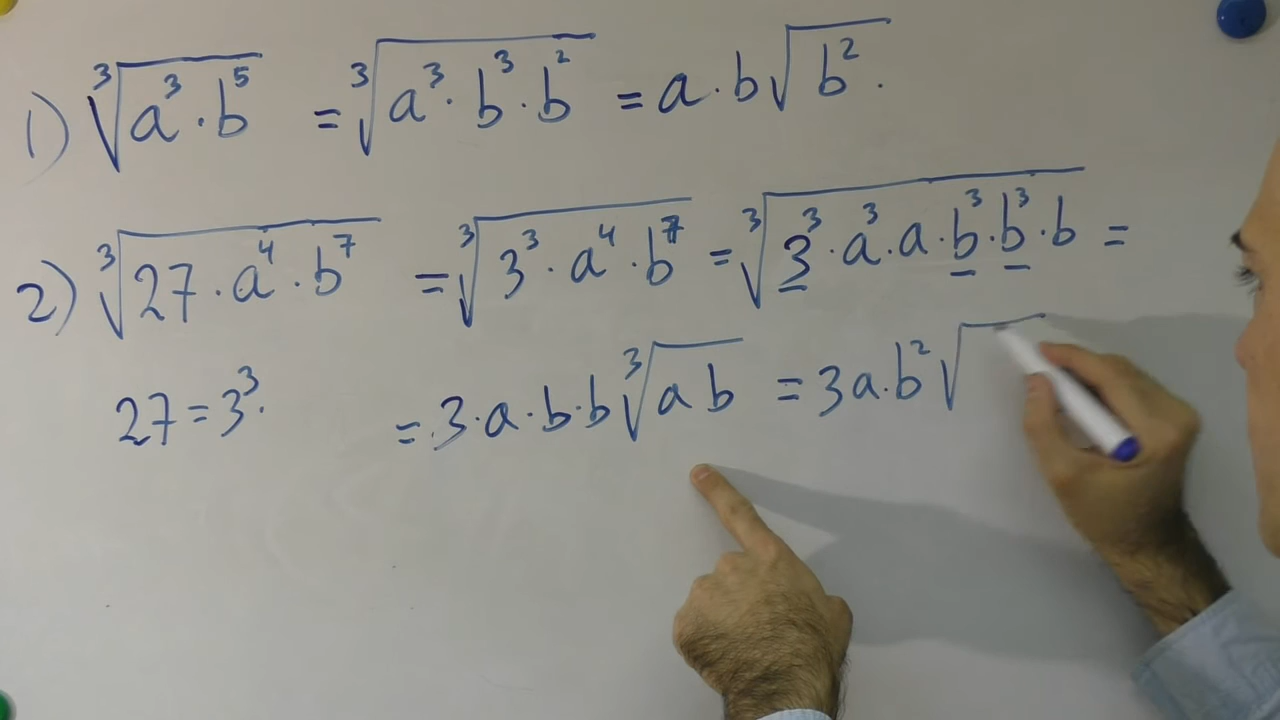 1) ∛(a³·b⁵) = ∛(a³·b³·b²) = a·b√(b²).
2) ∛(27·a⁴·b⁷) = ∛(3³·a⁴·b⁷) = ∛(3³·a³·a·b³·b³·b) =
27 = 3³. = 3·a·b·b ∛(ab) = 3a·b²√